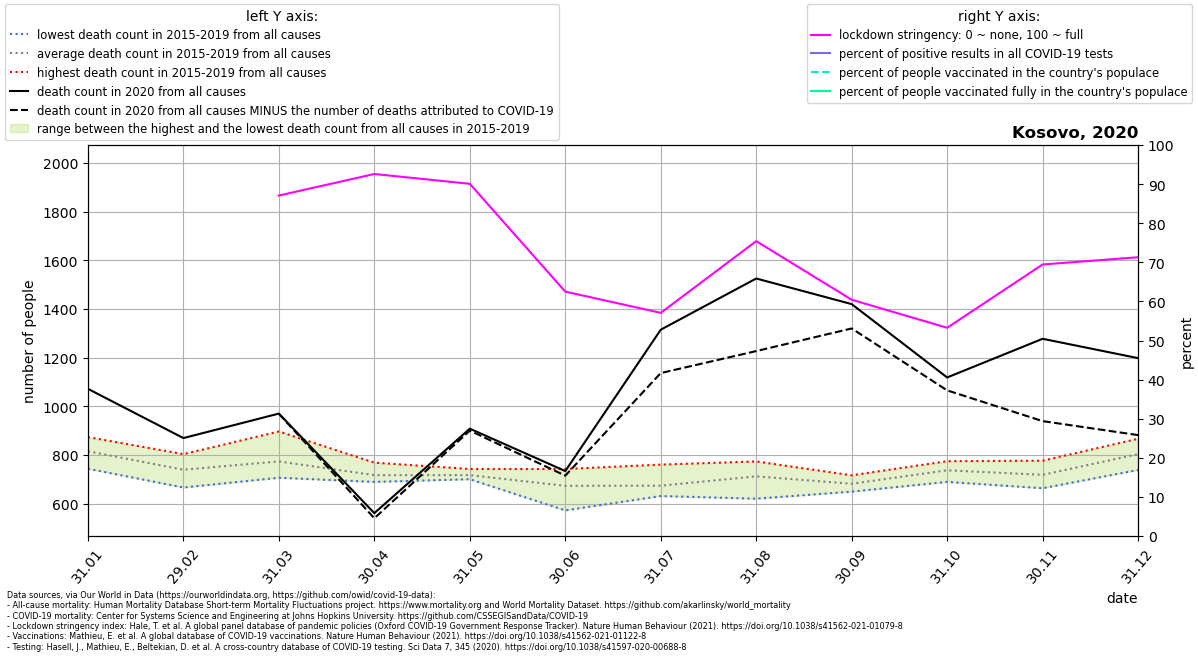 left Y axis:
lowest death count in 2015-2019 from all causes
average death count in 2015-2019 from all causes
highest death count in 2015-2019 from all causes
death count in 2020 from all causes
death count in 2020 from all causes MINUS the number of deaths attributed to COVID-19
range between the highest and the lowest death count from all causes in 2015-2019
right Y axis:
lockdown stringency: 0 ~ none, 100 ~ full
percent of positive results in all COVID-19 tests
percent of people vaccinated in the country's populace
percent of people vaccinated fully in the country's populace
Kosovo, 2020
number of people
2000
1800
1600
1400
1200
1000
800
600
100
90
80
70
60
50
40
30
20
10
0
percent
31.01
29.02
31.03
30.04
31.05
30.06
31.07
31.08
30.09
31.10
30.11
31.12
date
Data sources, via Our World in Data (https://ourworldindata.org, https://github.com/owid/covid-19-data):
- All-cause mortality: Human Mortality Database Short-term Mortality Fluctuations project. https://www.mortality.org and World Mortality Dataset. https://github.com/akarlinsky/world_mortality
- COVID-19 mortality: Center for Systems Science and Engineering at Johns Hopkins University. https://github.com/CSSEGISandData/COVID-19
- Lockdown stringency index: Hale, T. et al. A global panel database of pandemic policies (Oxford COVID-19 Government Response Tracker). Nature Human Behaviour (2021). https://doi.org/10.1038/s41562-021-01079-8
- Vaccinations: Mathieu, E. et al. A global database of COVID-19 vaccinations. Nature Human Behaviour (2021). https://doi.org/10.1038/s41562-021-01122-8
- Testing: Hasell, J., Mathieu, E., Beltekian, D. et al. A cross-country database of COVID-19 testing. Sci Data 7, 345 (2020). https://doi.org/10.1038/s41597-020-00688-8